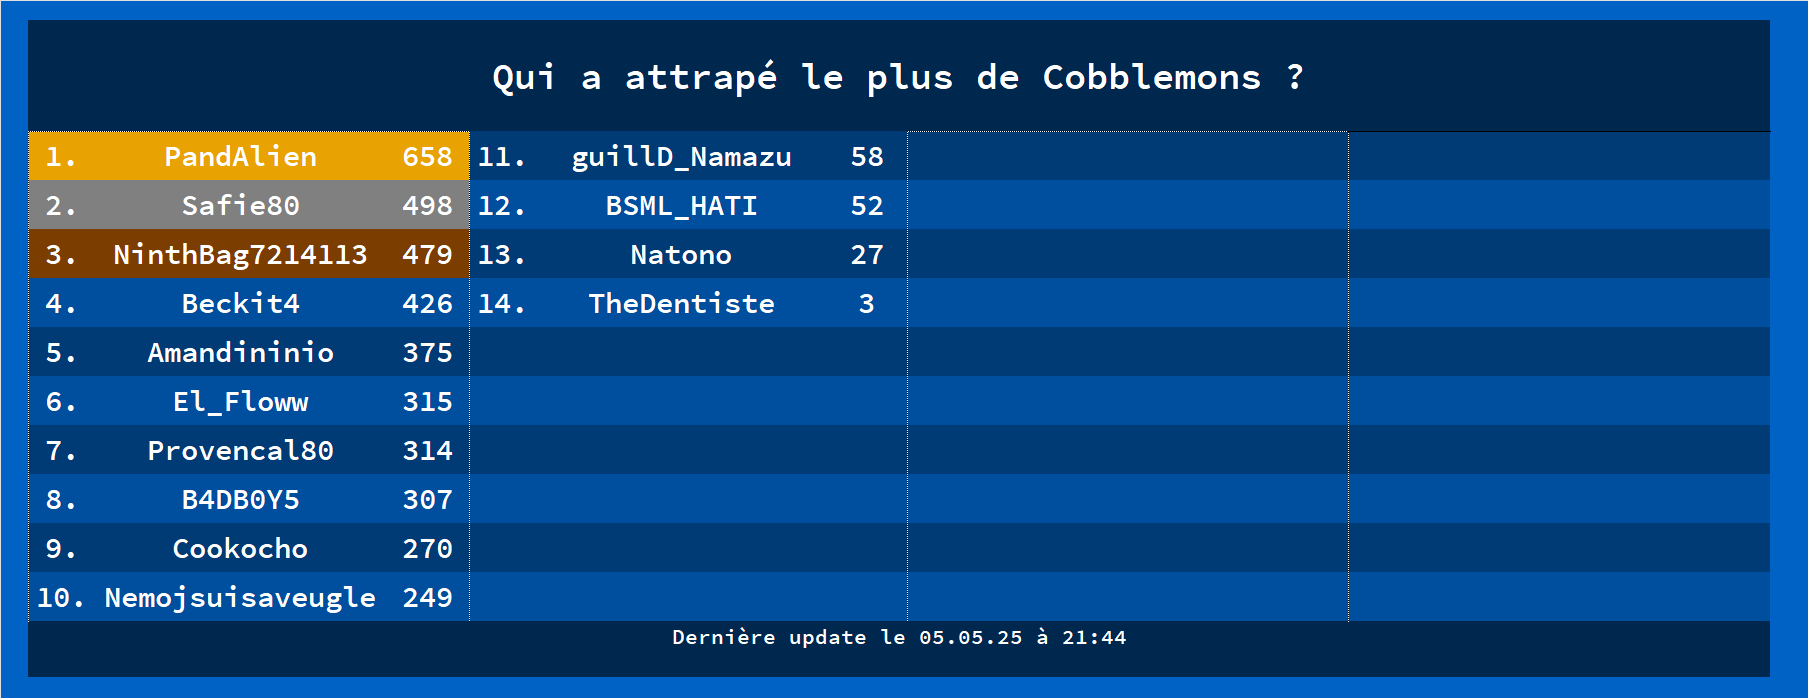 Qui a attrapé le plus de Cobblemons ?
1. PandAlien 658
2. Safie80 498
3. NinthBag7214113 479
4. Beckit4 426
5. Amandininio 375
6. El_Floww 315
7. Provencal80 314
8. B4DB0Y5 307
9. Cookocho 270
10. Nemojsuisaveugle 249
11. guillD_Namazu 58
12. BSML_HATI 52
13. Natono 27
14. TheDentiste 3
Dernière update le 05.05.25 à 21:44